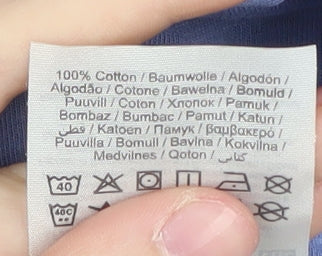 100% Cotton / Baumwolle / Algodón /
Algodão / Cotone / Bawełna / Bomuld /
Puuvill / Coton / Хлопок / Pamuk /
Bombaz / Bumbac / Pamut / Katun /
قطن / Katoen / Памук / βαμβακερό /
Puuvilla / Bomull / Bavlna / Kokvilna /
Medvilnės / Qoton / كتان /
40
40C